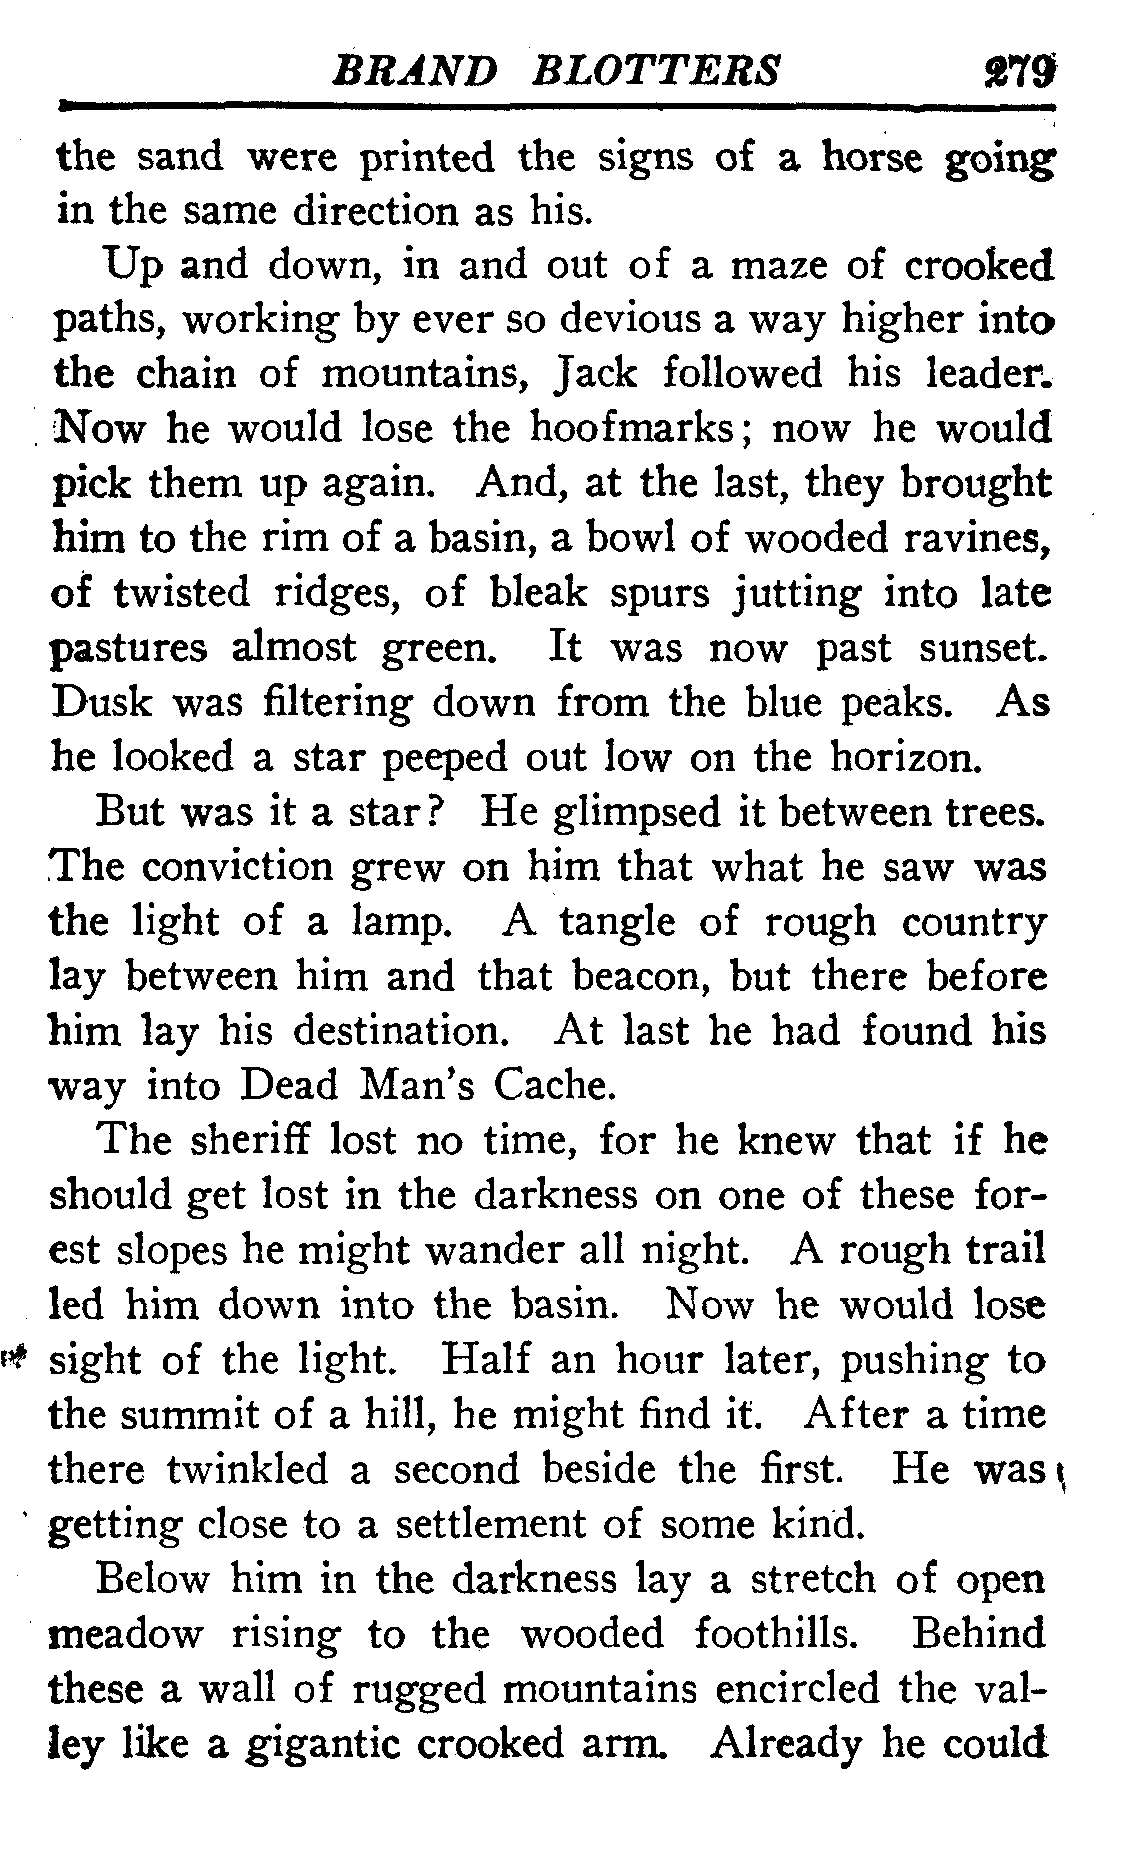 BRAND BLOTTERS 279
the sand were printed the signs of a horse going
in the same direction as his.
Up and down, in and out of a maze of crooked
paths, working by ever so devious a way higher into
the chain of mountains, Jack followed his leader.
Now he would lose the hoofmarks; now he would
pick them up again. And, at the last, they brought
him to the rim of a basin, a bowl of wooded ravines,
of twisted ridges, of bleak spurs jutting into late
pastures almost green. It was now past sunset.
Dusk was filtering down from the blue peaks. As
he looked a star peeped out low on the horizon.
But was it a star? He glimpsed it between trees.
The conviction grew on him that what he saw was
the light of a lamp. A tangle of rough country
lay between him and that beacon, but there before
him lay his destination. At last he had found his
way into Dead Man's Cache.
The sheriff lost no time, for he knew that if he
should get lost in the darkness on one of these for-
est slopes he might wander all night. A rough trail
led him down into the basin. Now he would lose
sight of the light. Half an hour later, pushing to
the summit of a hill, he might find it. After a time
there twinkled a second beside the first. He was
getting close to a settlement of some kind.
Below him in the darkness lay a stretch of open
meadow rising to the wooded foothills. Behind
these a wall of rugged mountains encircled the val-
ley like a gigantic crooked arm. Already he could